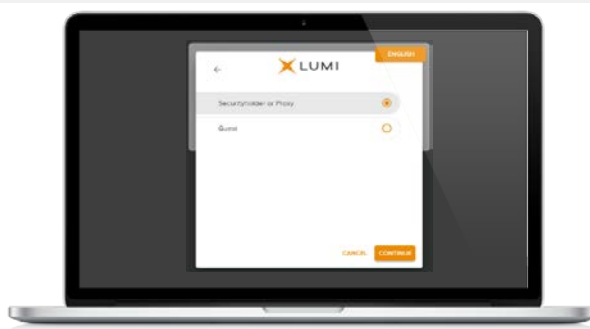 ENGLISH
← LUMI
Securityholder or Proxy
Guest
CANCEL CONTINUE